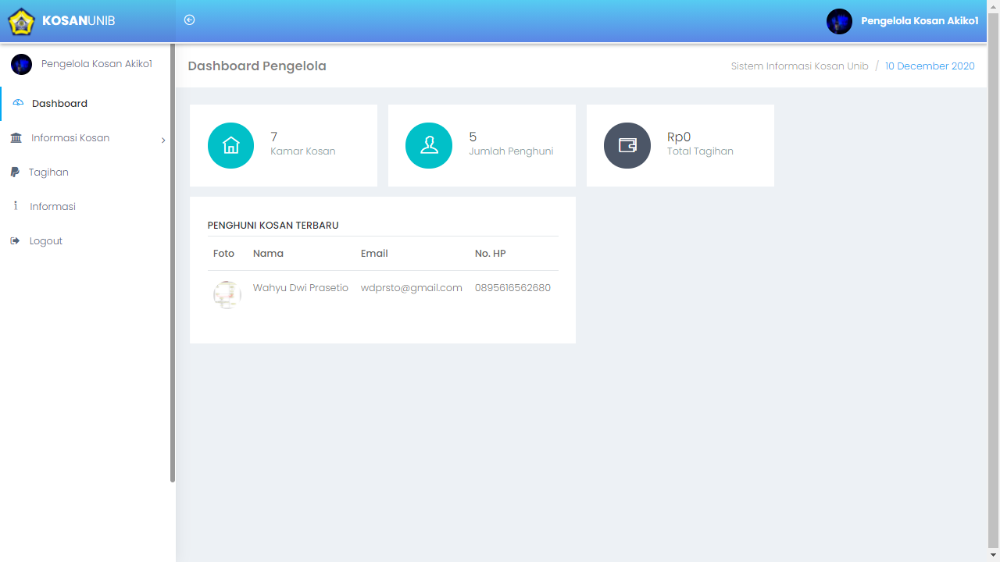 KOSANUNIB
Pengelola Kosan Akiko1
Pengelola Kosan Akiko1
Dashboard
Informasi Kosan
Tagihan
Informasi
Logout
Dashboard Pengelola
Sistem Informasi Kosan Unib / 10 December 2020
7
Kamar Kosan
5
Jumlah Penghuni
Rp0
Total Tagihan
PENGHUNI KOSAN TERBARU
Foto Nama Email No. HP
Wahyu Dwi Prasetio wdprsto@gmail.com 0895616562680